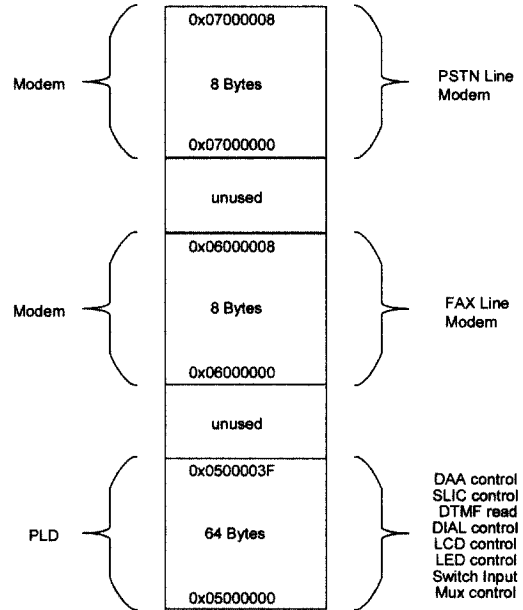 0x07000008
Modem
8 Bytes
PSTN Line
Modem
0x07000000
unused
0x06000008
Modem
8 Bytes
FAX Line
Modem
0x06000000
unused
0x0500003F
PLD
64 Bytes
DAA control
SLIC control
DTMF read
DIAL control
LCD control
LED control
Switch Input
Mux control
0x05000000